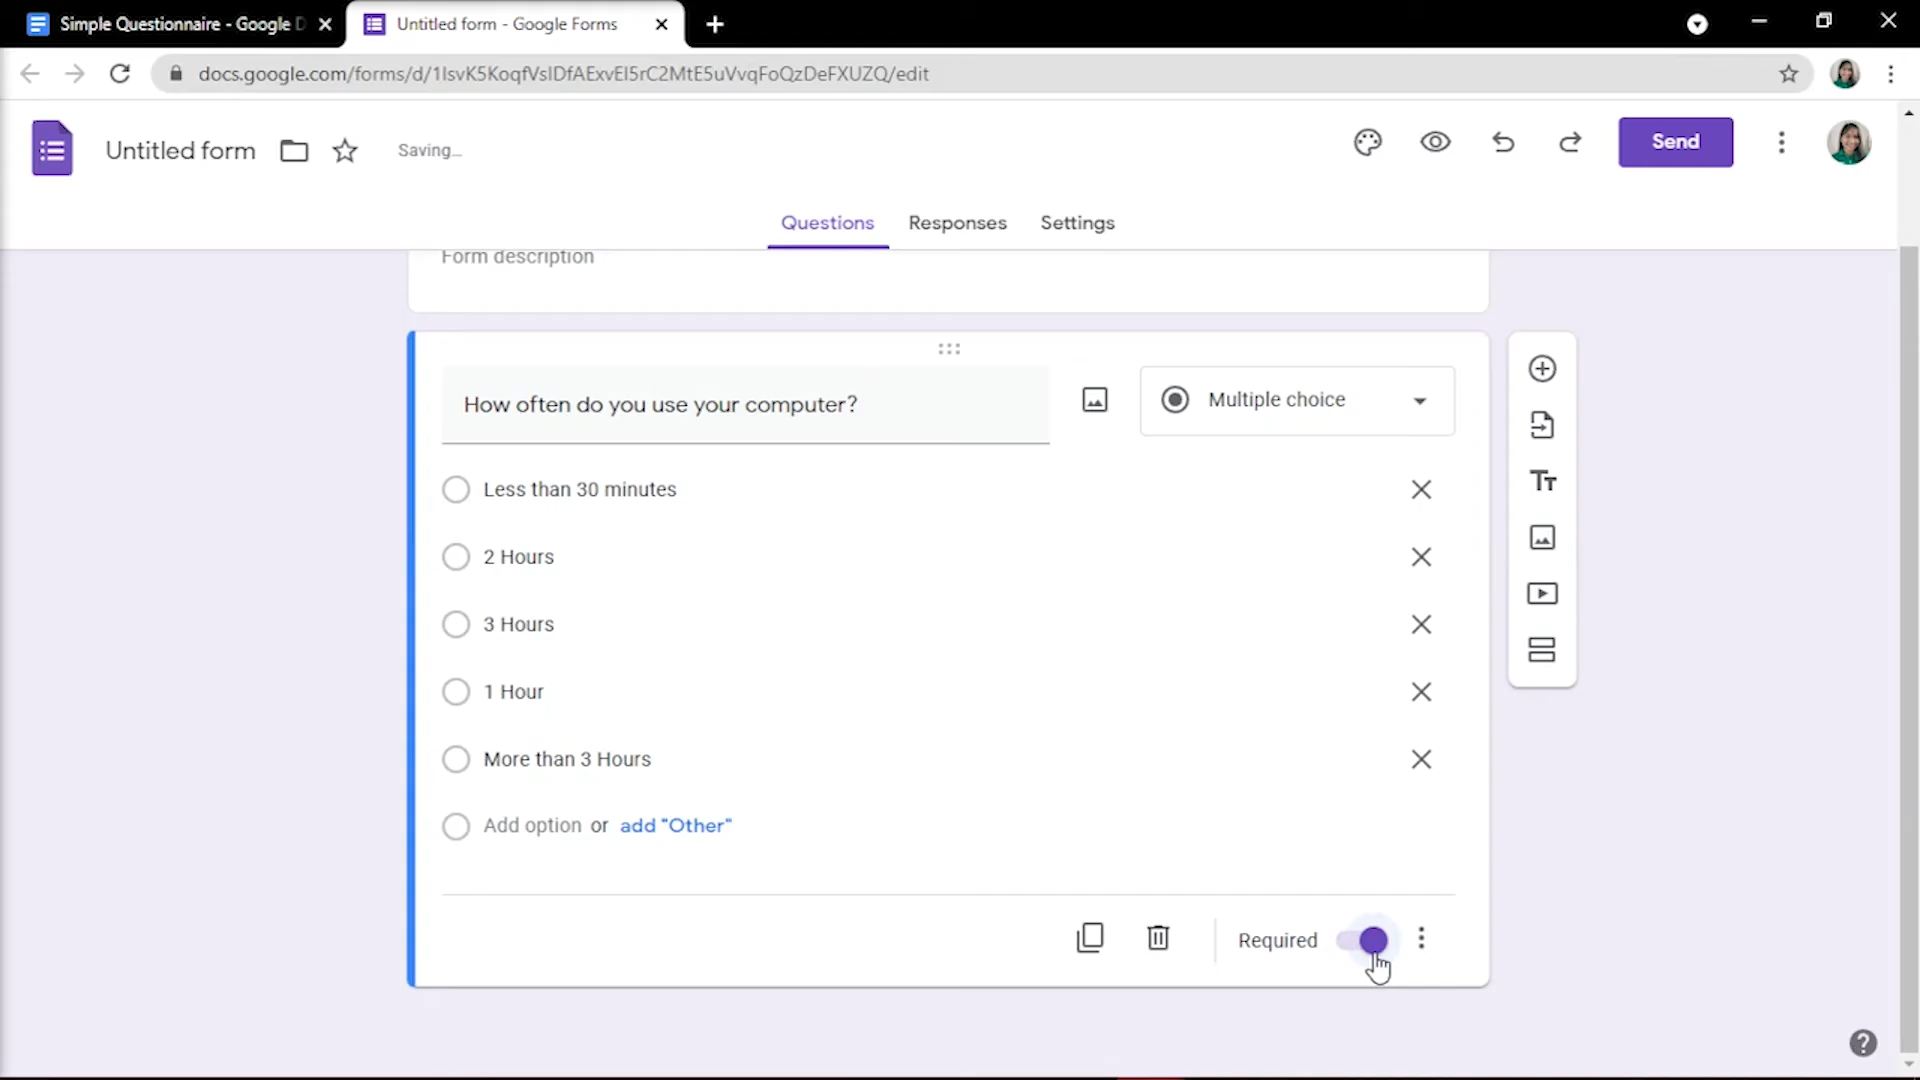 Simple Questionnaire - Google D
Untitled form - Google Forms
docs.google.com/forms/d/1IsvK5KoqfVsIDfAExvEI5rC2MtE5uVvqFoQzDeFXUZQ/edit
Untitled form
Saving...
Send
Questions
Responses
Settings
Form description
How often do you use your computer?
Multiple choice
Less than 30 minutes
2 Hours
3 Hours
1 Hour
More than 3 Hours
Add option or add "Other"
Required